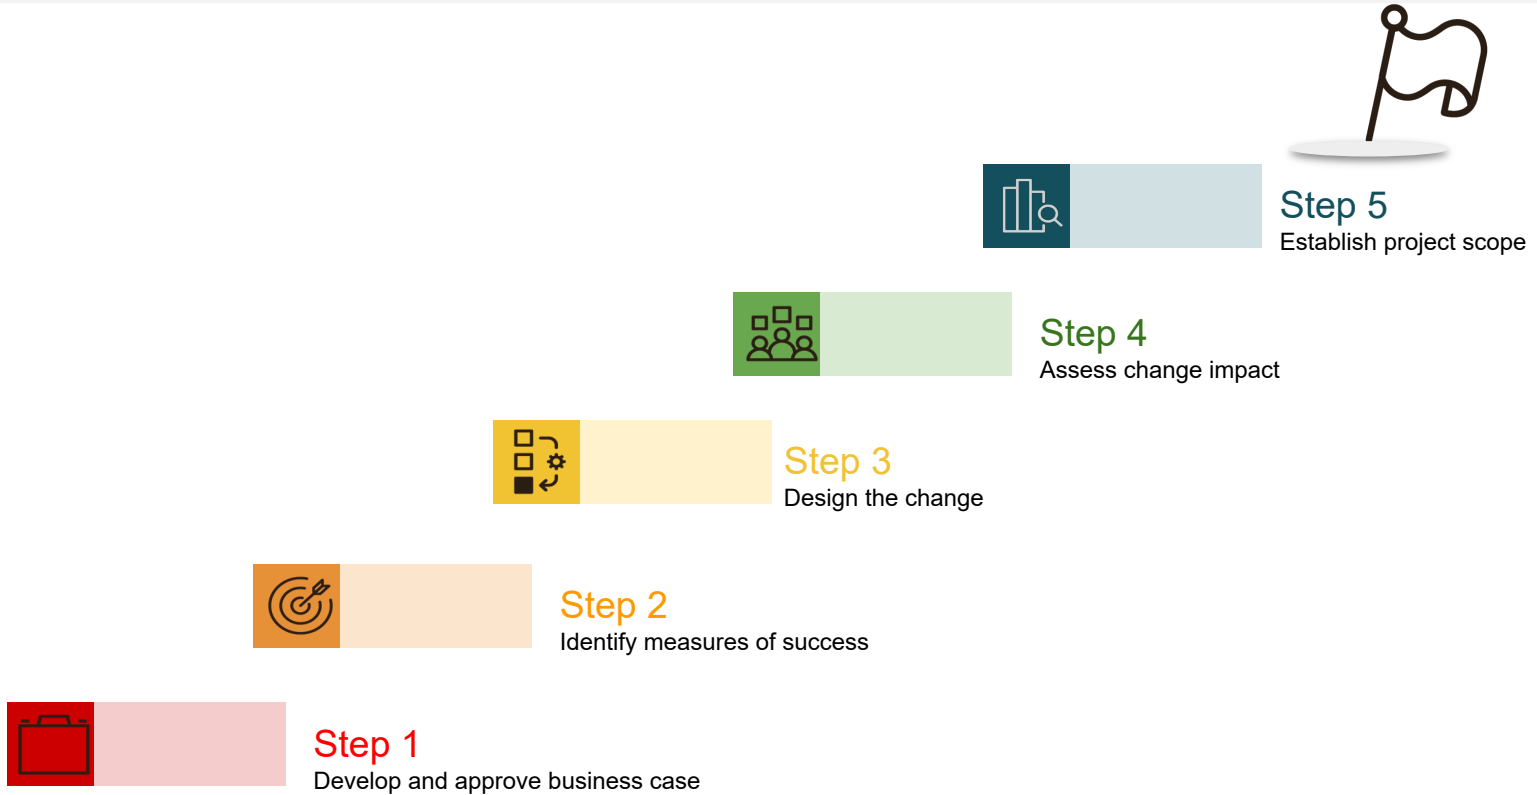 Step 5
Establish project scope
Step 4
Assess change impact
Step 3
Design the change
Step 2
Identify measures of success
Step 1
Develop and approve business case